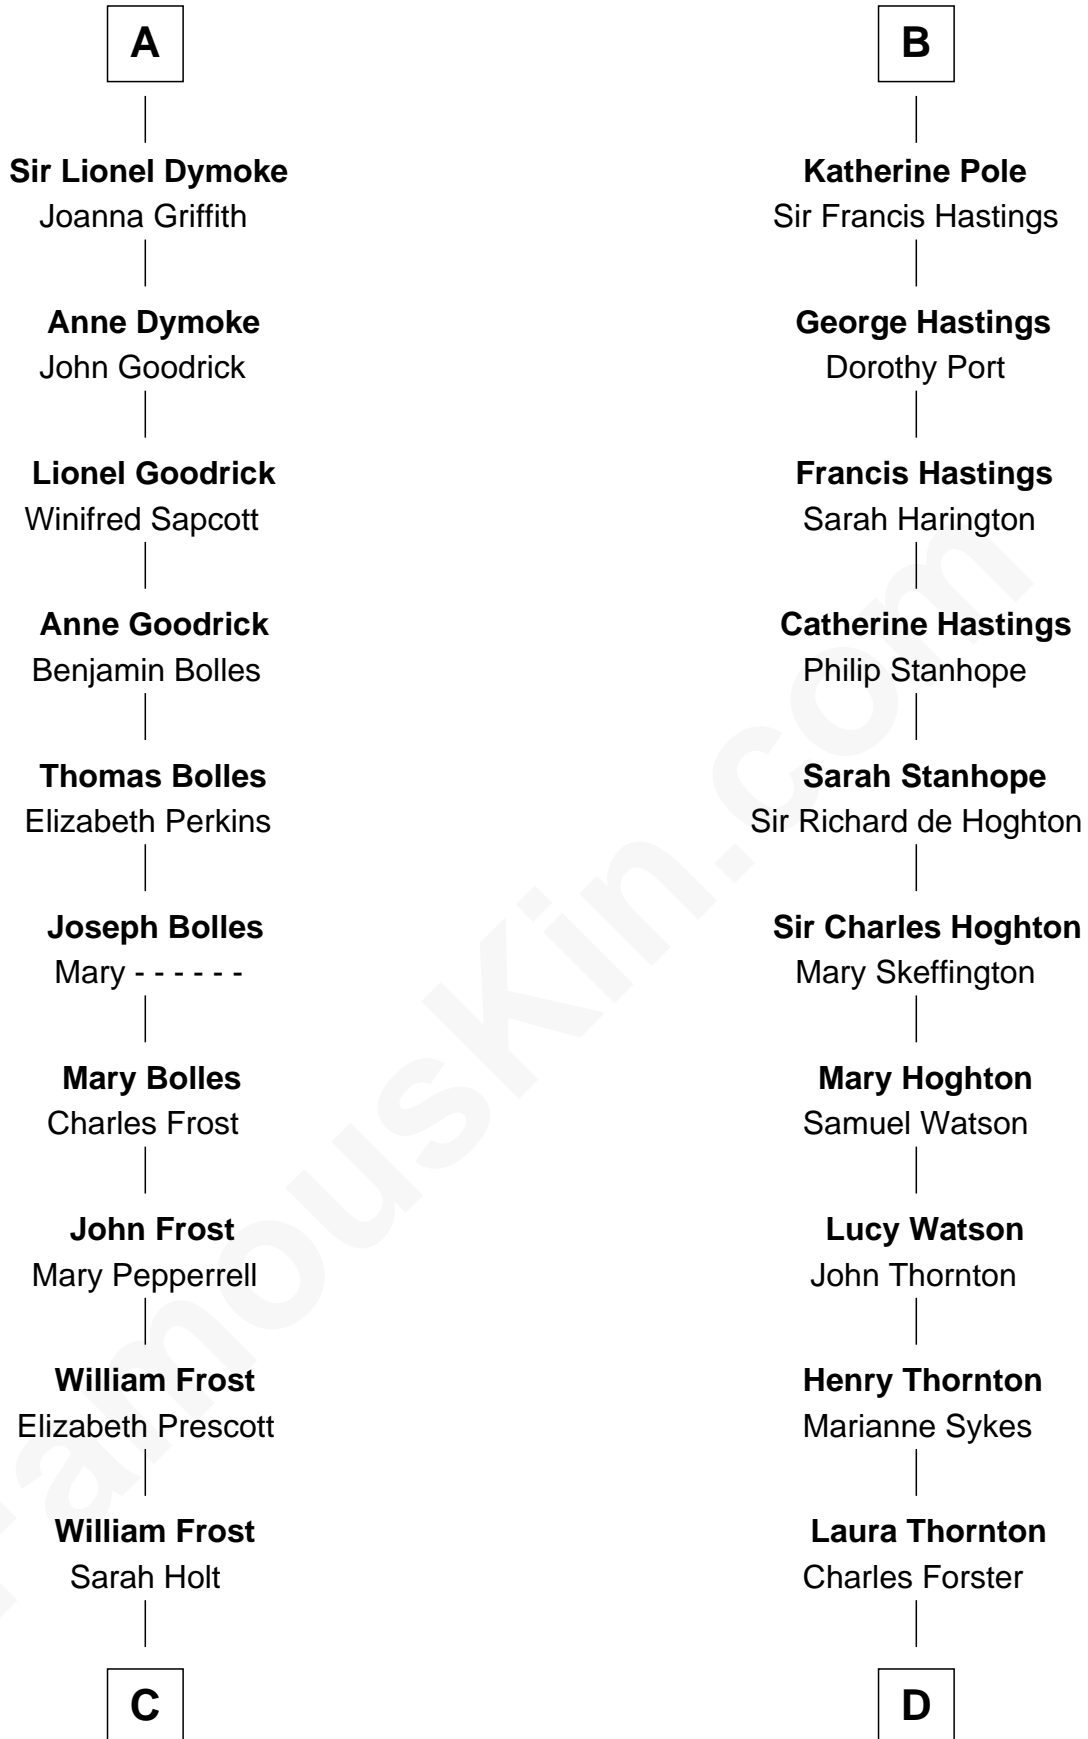 A
Sir Lionel Dymoke
Joanna Griffith
Anne Dymoke
John Goodrick
Lionel Goodrick
Winifred Sapcott
Anne Goodrick
Benjamin Bolles
Thomas Bolles
Elizabeth Perkins
Joseph Bolles
Mary - - - - - -
Mary Bolles
Charles Frost
John Frost
Mary Pepperrell
William Frost
Elizabeth Prescott
William Frost
Sarah Holt
C
B
Katherine Pole
Sir Francis Hastings
George Hastings
Dorothy Port
Francis Hastings
Sarah Harington
Catherine Hastings
Philip Stanhope
Sarah Stanhope
Sir Richard de Hoghton
Sir Charles Hoghton
Mary Skeffington
Mary Hoghton
Samuel Watson
Lucy Watson
John Thornton
Henry Thornton
Marianne Sykes
Laura Thornton
Charles Forster
D
FamousKin.com